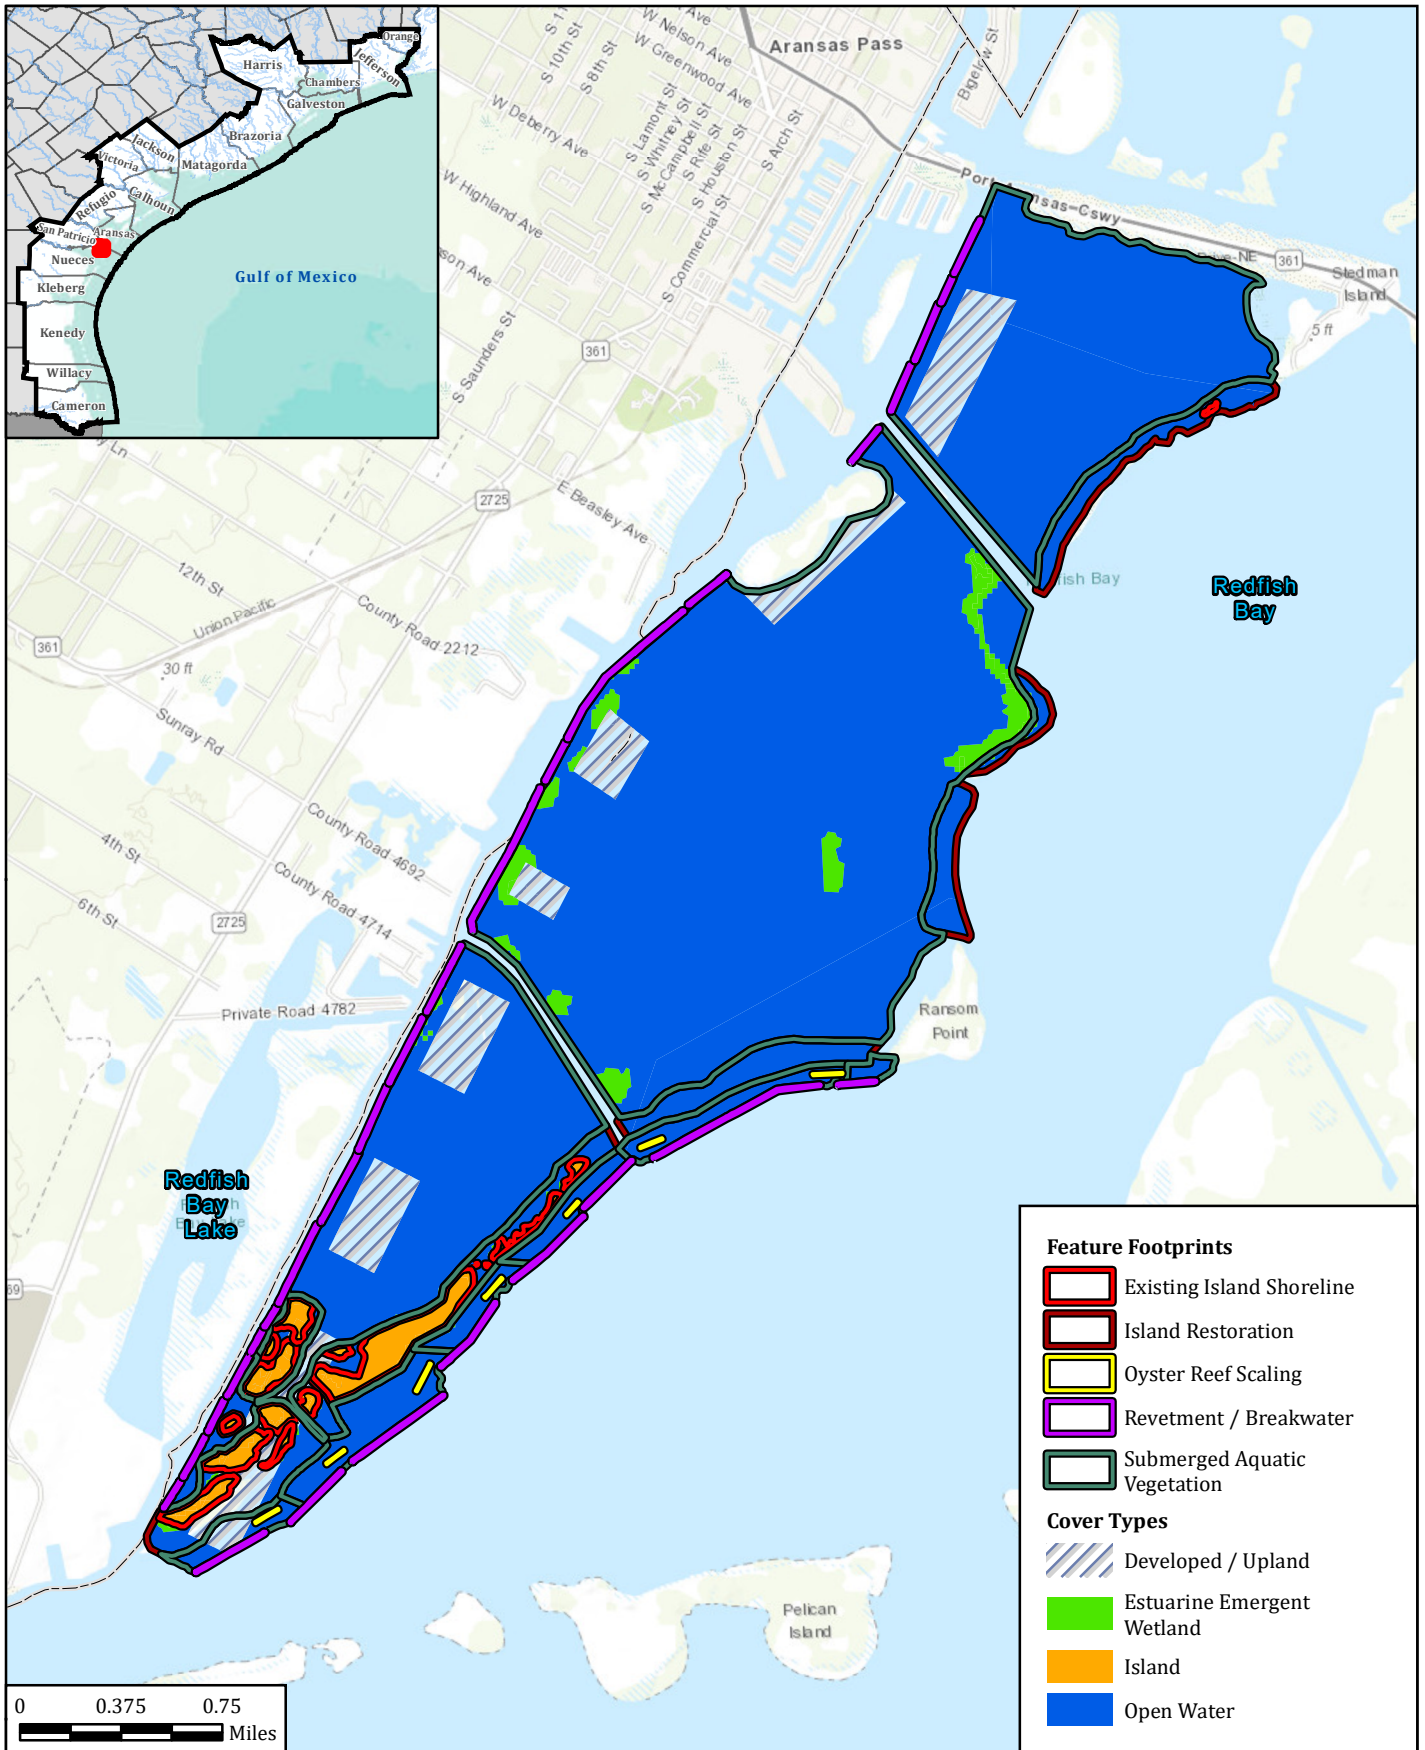 Orange
Harris
Jefferson
Chambers
Galveston
Brazoria
Jackson
Matagorda
Victoria
Calhoun
Refugio
Aransas
San Patricio
Nueces
Gulf of Mexico
Kleberg
Kenedy
Willacy
Cameron
W Nelson Ave
Aransas Pass
W Greenwood Ave
S 10th St
S 8th St
Bigelow St
W Deberry Ave
S Lamont St
S Whitney St
S McCampbell St
S Rife St
S Houston St
S Arch St
W Highland Ave
S Commercial St
S Saunders St
361
361
Stedman
Island
5 ft
E Beasley Ave
2725
12th St
Union Pacific
County Road 2212
361
30 ft
Sunray Rd
Redfish
Bay
County Road 4692
4th St
County Road 4714
6th St
2725
Private Road 4782
Ransom
Point
Redfish
Bay
Lake
Pelican
Island
0 0.375 0.75
Miles
Feature Footprints
Existing Island Shoreline
Island Restoration
Oyster Reef Scaling
Revetment / Breakwater
Submerged Aquatic
Vegetation
Cover Types
Developed / Upland
Estuarine Emergent
Wetland
Island
Open Water